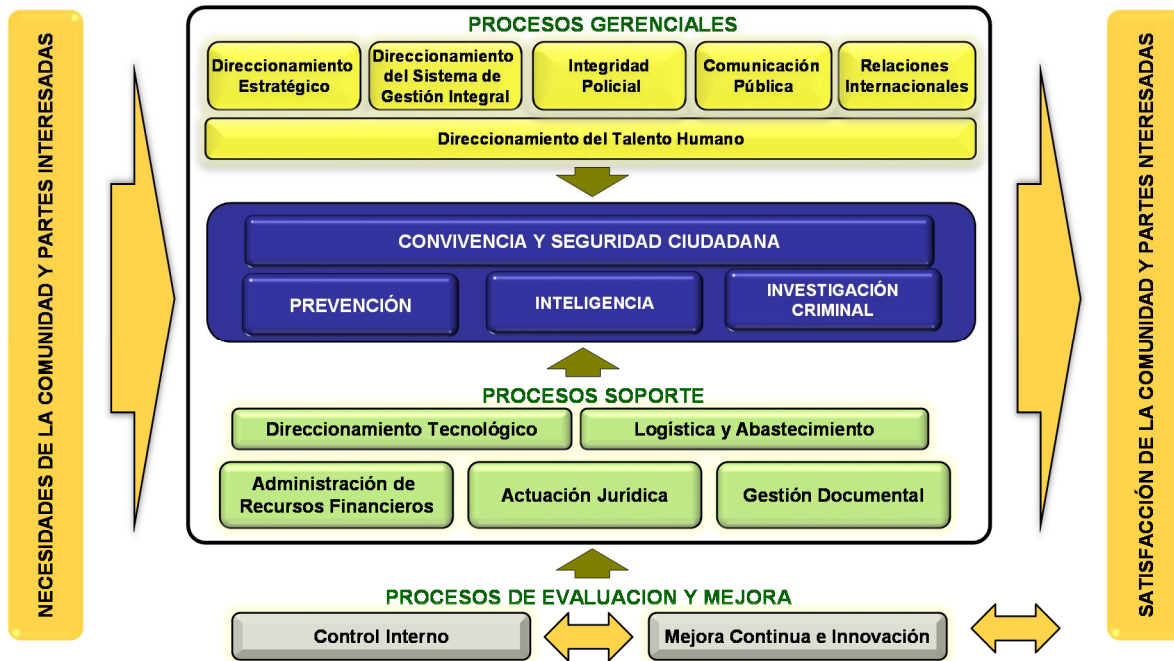 NECESIDADES DE LA COMUNIDAD Y PARTES INTERESADAS
PROCESOS GERENCIALES
Direccionamiento
Estratégico
Direccionamiento
del Sistema de
Gestión Integral
Integridad
Policial
Comunicación
Pública
Relaciones
Internacionales
Direccionamiento del Talento Humano
CONVIVENCIA Y SEGURIDAD CIUDADANA
PREVENCIÓN
INTELIGENCIA
INVESTIGACIÓN
CRIMINAL
PROCESOS SOPORTE
Direccionamiento Tecnológico
Logística y Abastecimiento
Administración de
Recursos Financieros
Actuación Jurídica
Gestión Documental
PROCESOS DE EVALUACION Y MEJORA
Control Interno
Mejora Continua e Innovación
SATISFACCIÓN DE LA COMUNIDAD Y PARTES NTERESADAS